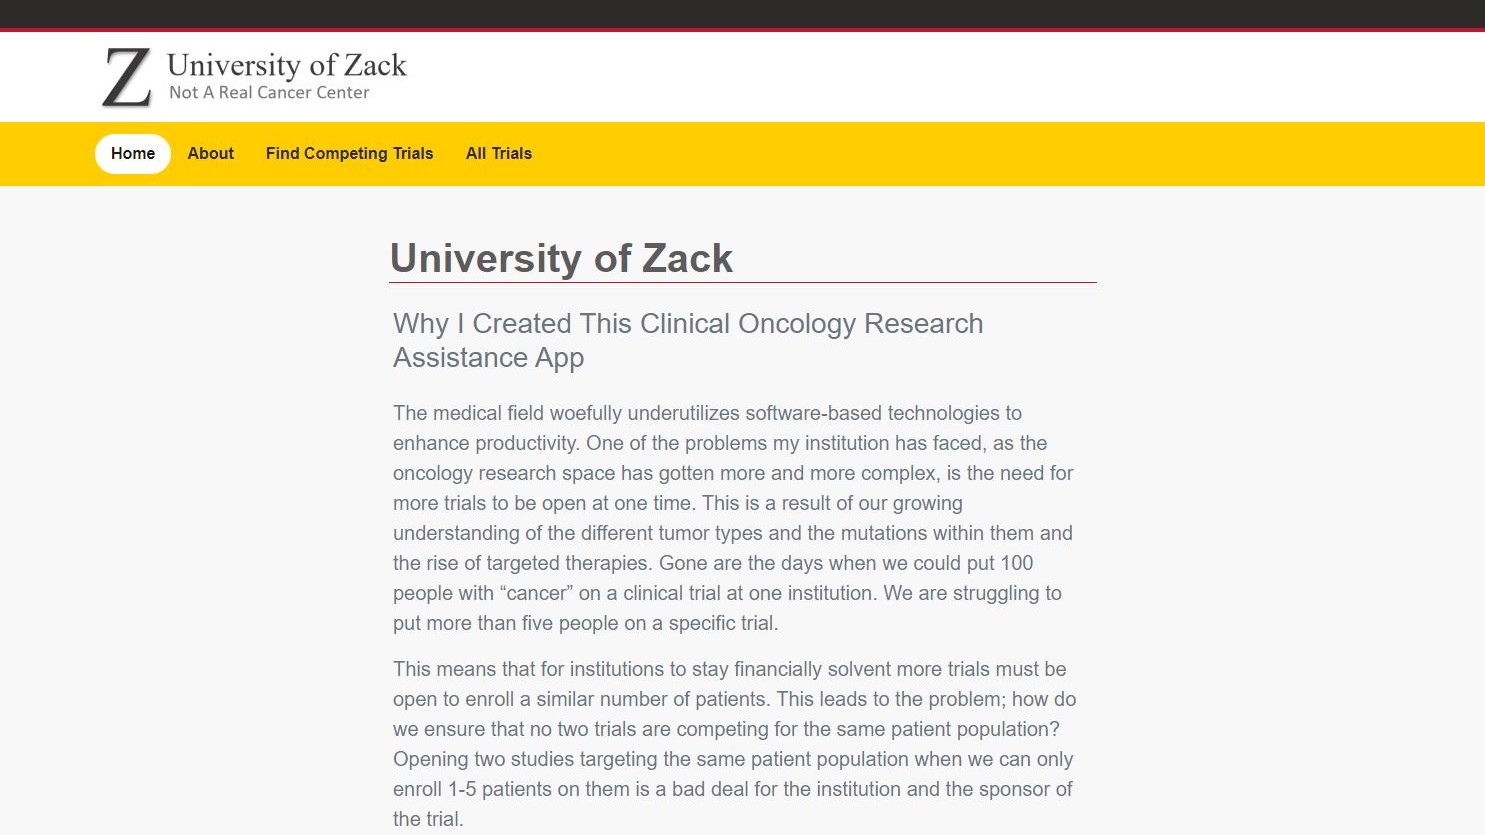 Z
University of Zack
Not A Real Cancer Center
Home About Find Competing Trials All Trials
University of Zack
Why I Created This Clinical Oncology Research
Assistance App
The medical field woefully underutilizes software-based technologies to
enhance productivity. One of the problems my institution has faced, as the
oncology research space has gotten more and more complex, is the need for
more trials to be open at one time. This is a result of our growing
understanding of the different tumor types and the mutations within them and
the rise of targeted therapies. Gone are the days when we could put 100
people with “cancer” on a clinical trial at one institution. We are struggling to
put more than five people on a specific trial.
This means that for institutions to stay financially solvent more trials must be
open to enroll a similar number of patients. This leads to the problem; how do
we ensure that no two trials are competing for the same patient population?
Opening two studies targeting the same patient population when we can only
enroll 1-5 patients on them is a bad deal for the institution and the sponsor of
the trial.